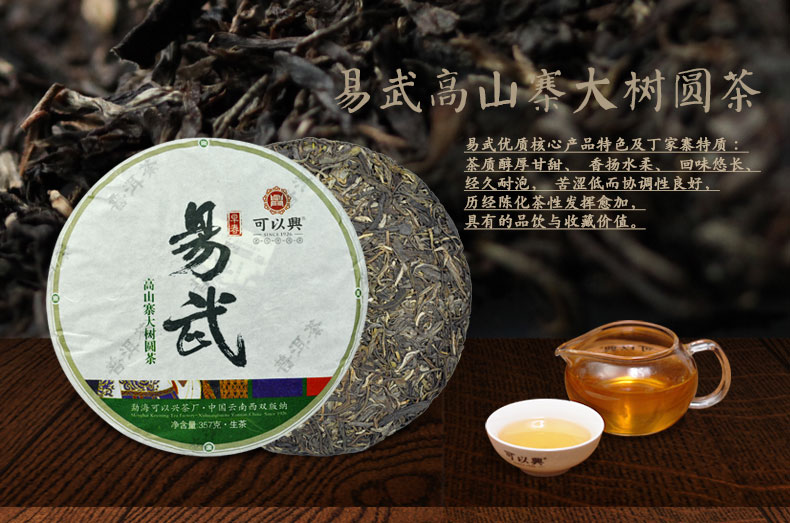 易武高山寨大树圆茶
易武优质核心产品特色及丁家寨特质：
茶质醇厚甘甜、香扬水柔、回味悠长、
经久耐泡，苦涩低而协调性良好，
历经陈化茶性发挥愈加，
具有的品饮与收藏价值。
早春
可以興
SINCE 1926
易武
高山寨大树圆茶
勐海可以兴茶厂·中国云南西双版纳
净含量:357克·生茶
可以興